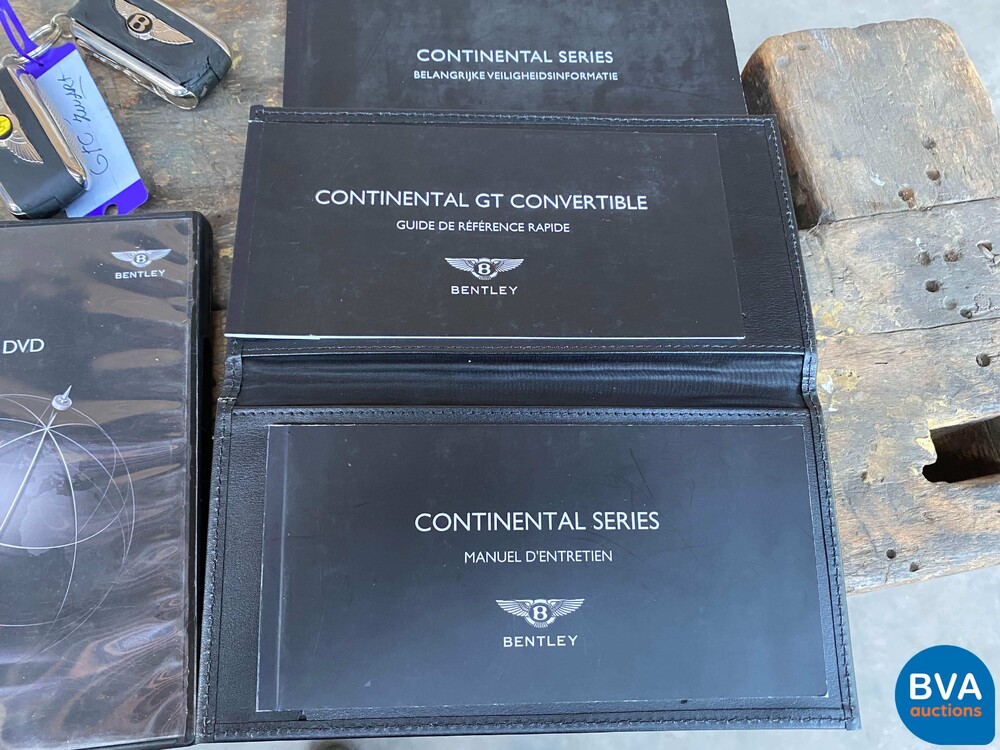 CONTINENTAL SERIES
BELANGRIJKE VEILIGHEIDSINFORMATIE
B
GTC
CONTINENTAL GT CONVERTIBLE
GUIDE DE RÉFÉRENCE RAPIDE
B
BENTLEY
B
BENTLEY
DVD
CONTINENTAL SERIES
MANUEL D'ENTRETIEN
B
BENTLEY
BVA
auctions